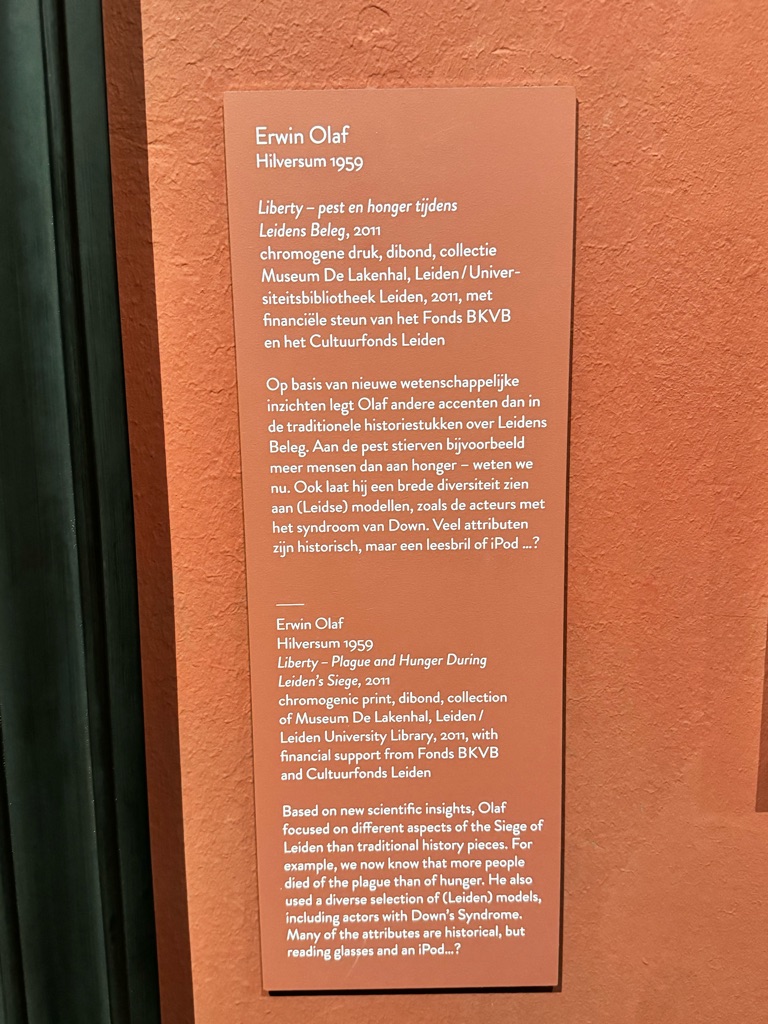 Erwin Olaf
Hilversum 1959
Liberty – pest en honger tijdens
Leidens Beleg, 2011
chromogene druk, dibond, collectie
Museum De Lakenhal, Leiden / Univer-
siteitsbibliotheek Leiden, 2011, met
financiële steun van het Fonds BKVB
en het Cultuurfonds Leiden
Op basis van nieuwe wetenschappelijke
inzichten legt Olaf andere accenten dan in
de traditionele historiestukken over Leidens
Beleg. Aan de pest stierven bijvoorbeeld
meer mensen dan aan honger – weten we
nu. Ook laat hij een brede diversiteit zien
aan (Leidse) modellen, zoals de acteurs met
het syndroom van Down. Veel attributen
zijn historisch, maar een leesbril of iPod ...?
Erwin Olaf
Hilversum 1959
Liberty – Plague and Hunger During
Leiden's Siege, 2011
chromogenic print, dibond, collection
of Museum De Lakenhal, Leiden /
Leiden University Library, 2011, with
financial support from Fonds BKVB
and Cultuurfonds Leiden
Based on new scientific insights, Olaf
focused on different aspects of the Siege of
Leiden than traditional history pieces. For
example, we now know that more people
died of the plague than of hunger. He also
used a diverse selection of (Leiden) models,
including actors with Down's Syndrome.
Many of the attributes are historical, but
reading glasses and an iPod...?